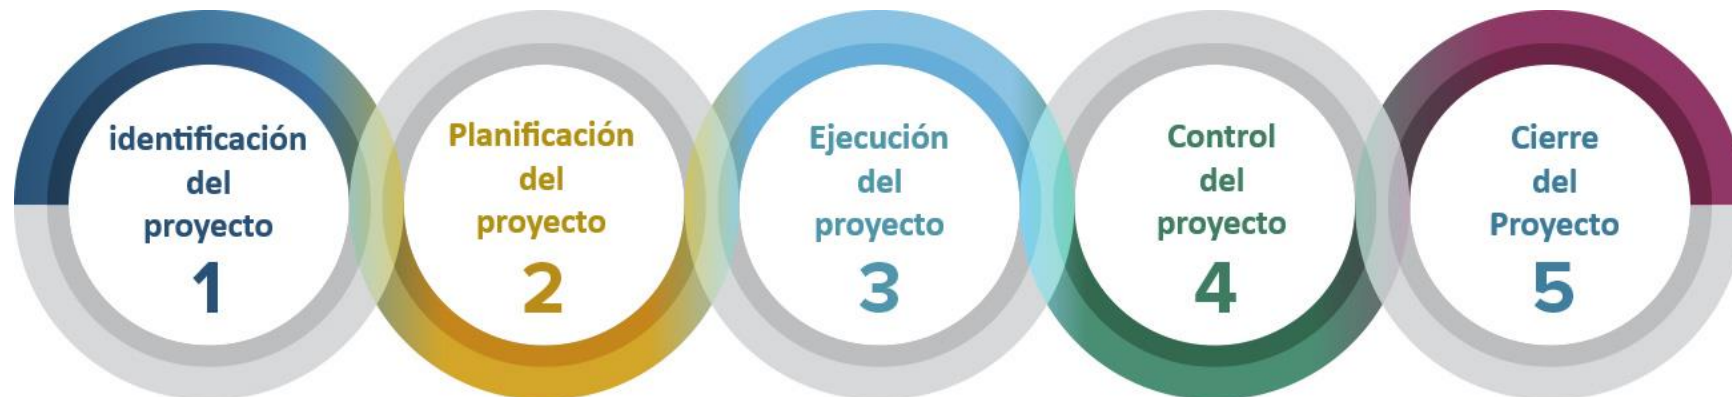 identificación
del
proyecto
1
Planificación
del
proyecto
2
Ejecución
del
proyecto
3
Control
del
proyecto
4
Cierre
del
Proyecto
5